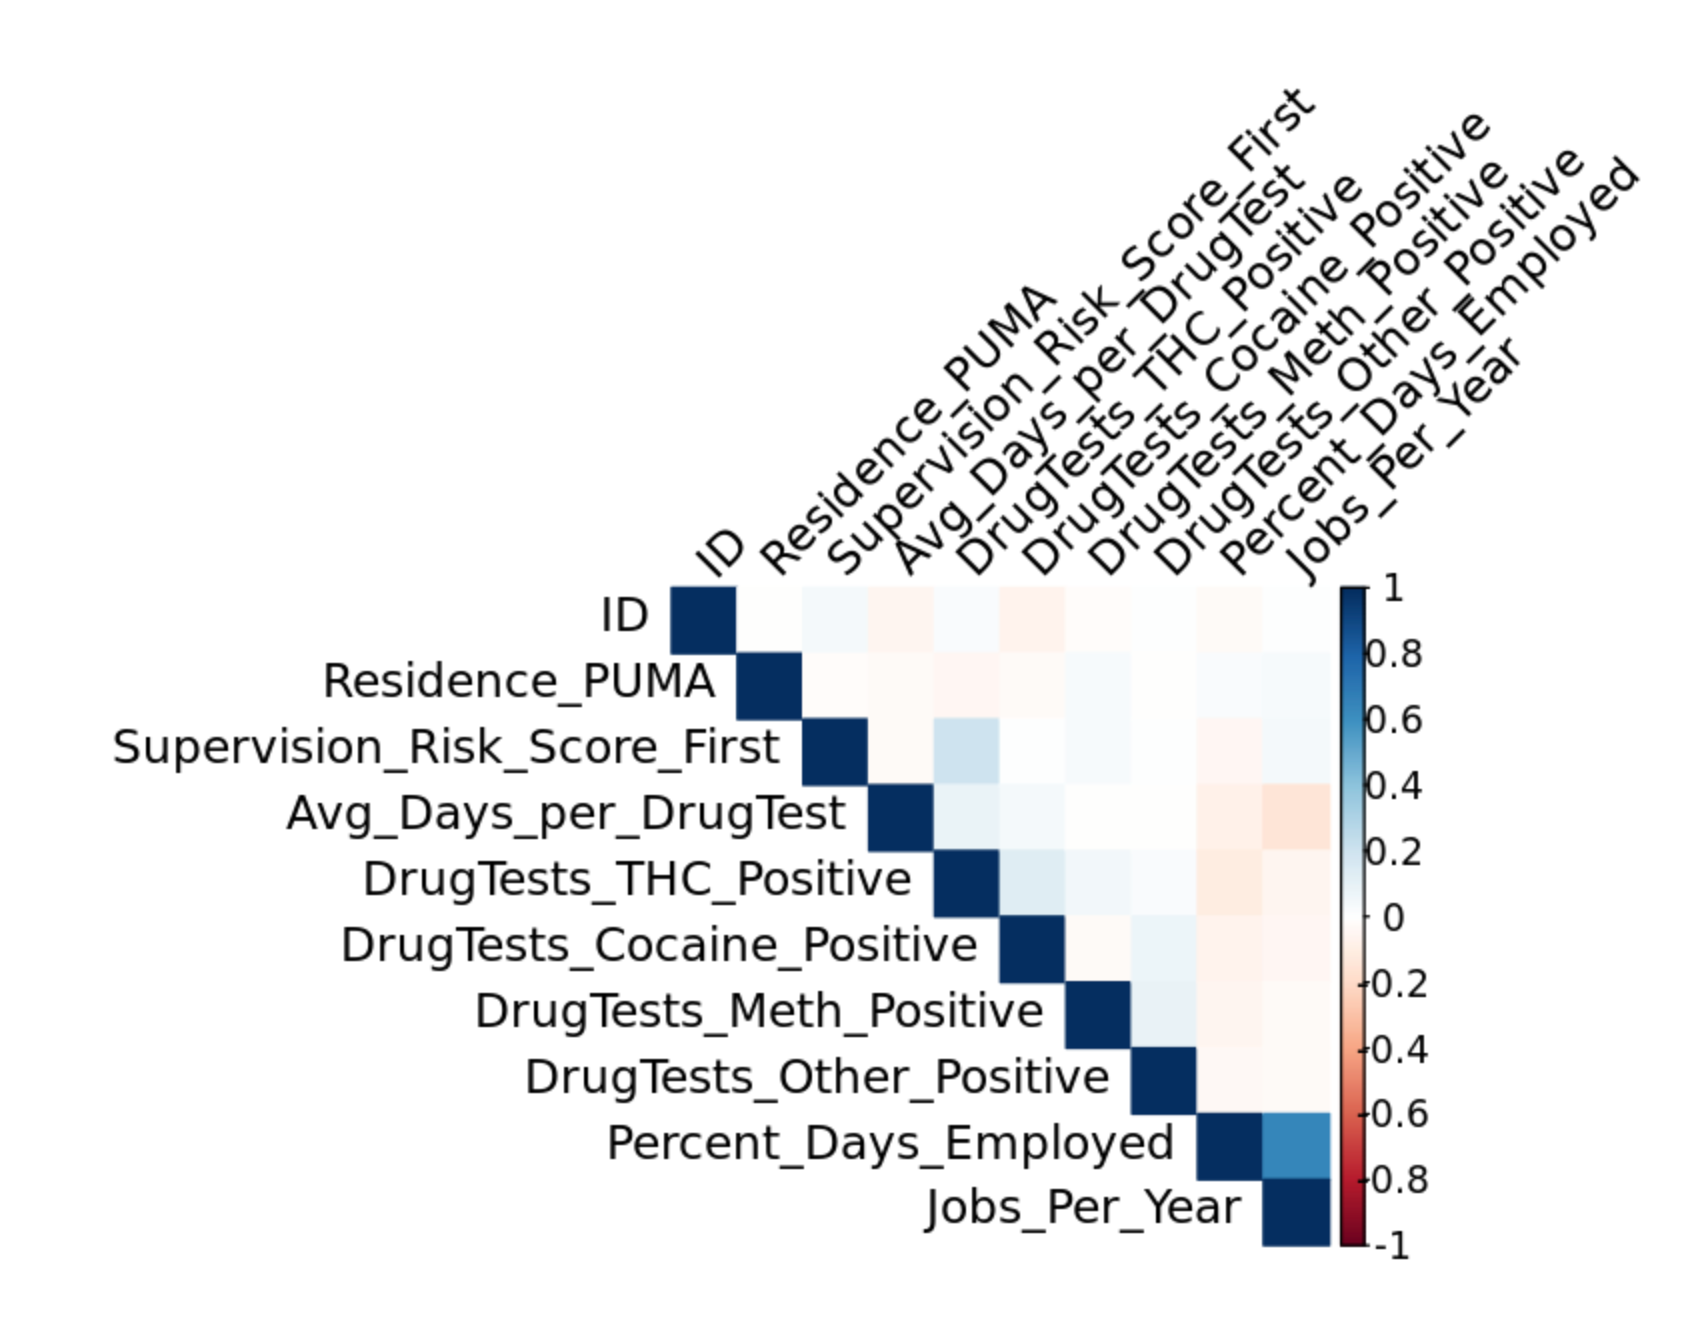 ID
Residence_PUMA
Supervision_Risk_Score_First
Avg_Days_per_DrugTest
DrugTests_THC_Positive
DrugTests_Cocaine_Positive
DrugTests_Meth_Positive
DrugTests_Other_Positive
Percent_Days_Employed
Jobs_Per_Year
ID
Residence_PUMA
Supervision_Risk_Score_First
Avg_Days_per_DrugTest
DrugTests_THC_Positive
DrugTests_Cocaine_Positive
DrugTests_Meth_Positive
DrugTests_Other_Positive
Percent_Days_Employed
Jobs_Per_Year
1
0.8
0.6
0.4
0.2
0
-0.2
-0.4
-0.6
-0.8
-1